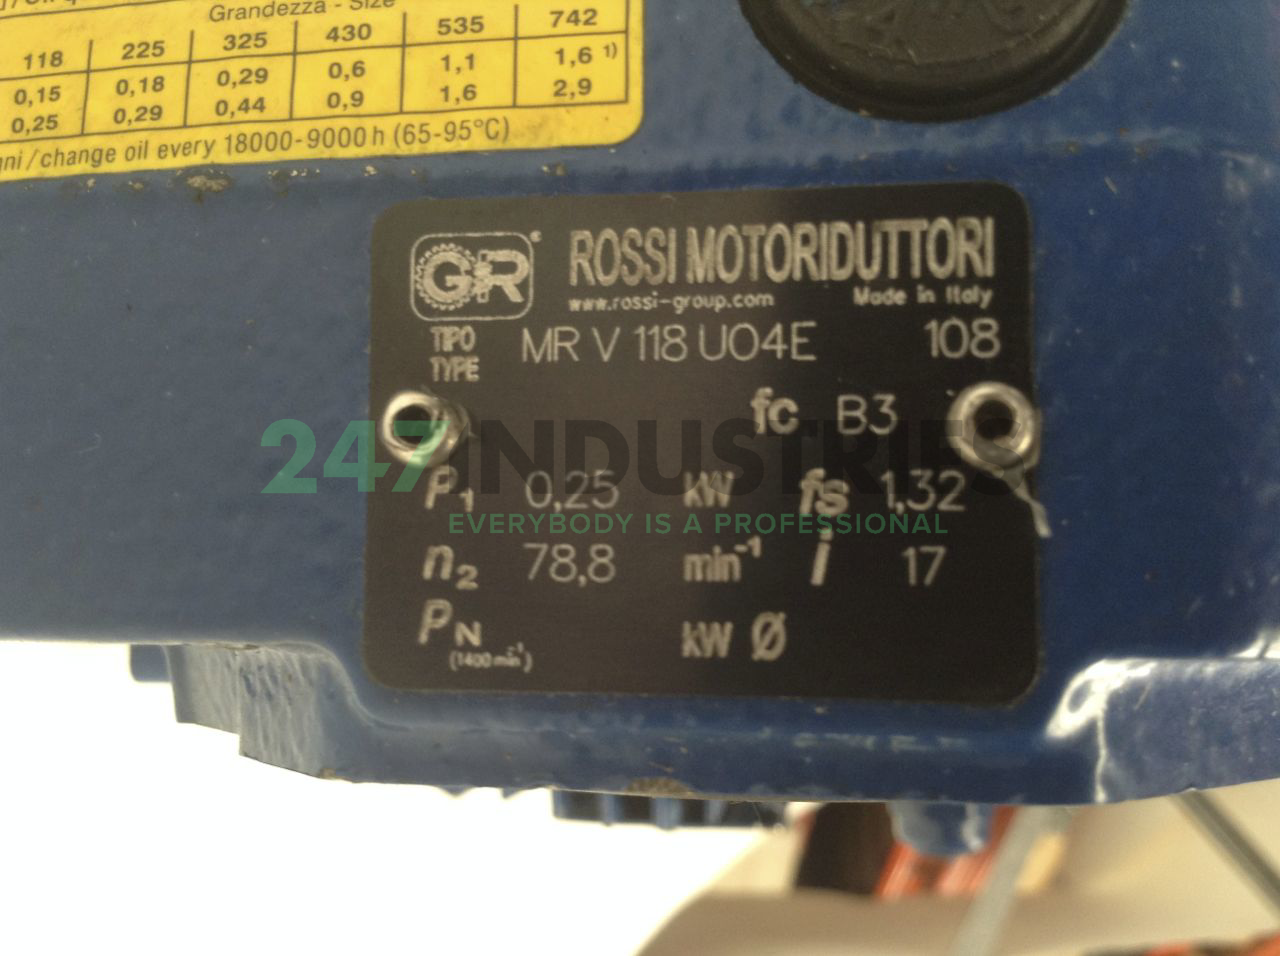 Grandezza - Size
118 225 325 430 535 742
0,15 0,18 0,29 0,6 1,1 1,6 1)
0,25 0,29 0,44 0,9 1,6 2,9
/change oil every 18000-9000 h (65-95°C)
GR ROSSI MOTORIDUTTORI
www.rossi-group.com Made in Italy
TIPO
TYPE MR V 118 UO4E 108
fc B3
247 INDUSTRIES
P1 0,25 kW fs 1,32
EVERYBODY IS A PROFESSIONAL
n2 78,8 min-1 i 17
PN kW Ø
(1400 min-1)